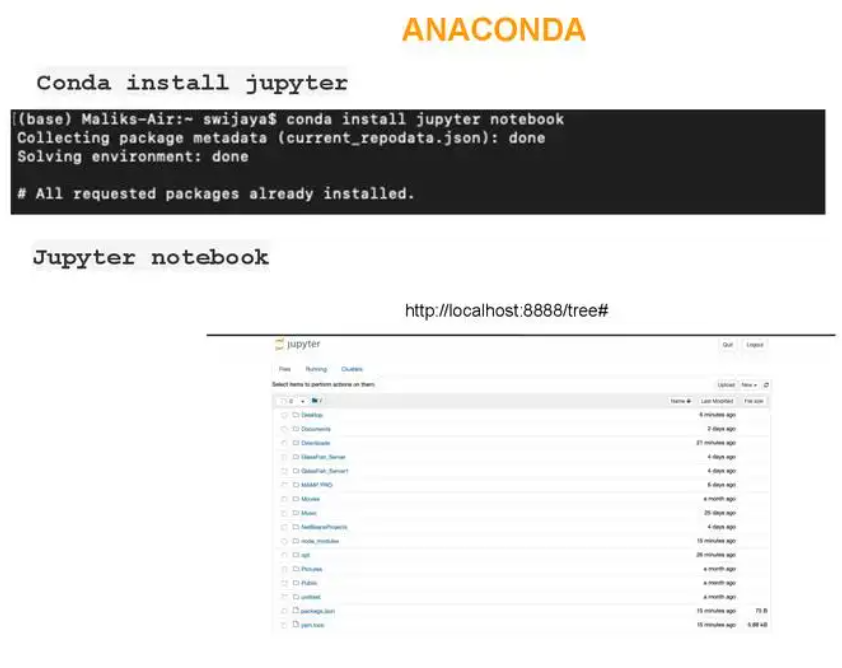 ANACONDA
Conda install jupyter
(base) Maliks-Air:~ swijaya$ conda install jupyter notebook
Collecting package metadata (current_repodata.json): done
Solving environment: done
# All requested packages already installed.
Jupyter notebook
http://localhost:8888/tree#
jupyter Quit Logout
Files Running Clusters
Select items to perform actions on them. Upload New
0 / Name Last Modified File size
Desktop 6 minutes ago
Documents 2 days ago
Downloads 21 minutes ago
GlassFish_Server 4 days ago
GlassFish_Server1 4 days ago
MAMP PRO 6 days ago
Movies a month ago
Music 25 days ago
NetBeansProjects 4 days ago
node_modules 15 minutes ago
opt 26 minutes ago
Pictures a month ago
Public a month ago
untitled a month ago
package.json 15 minutes ago 73 B
yarn.lock 15 minutes ago